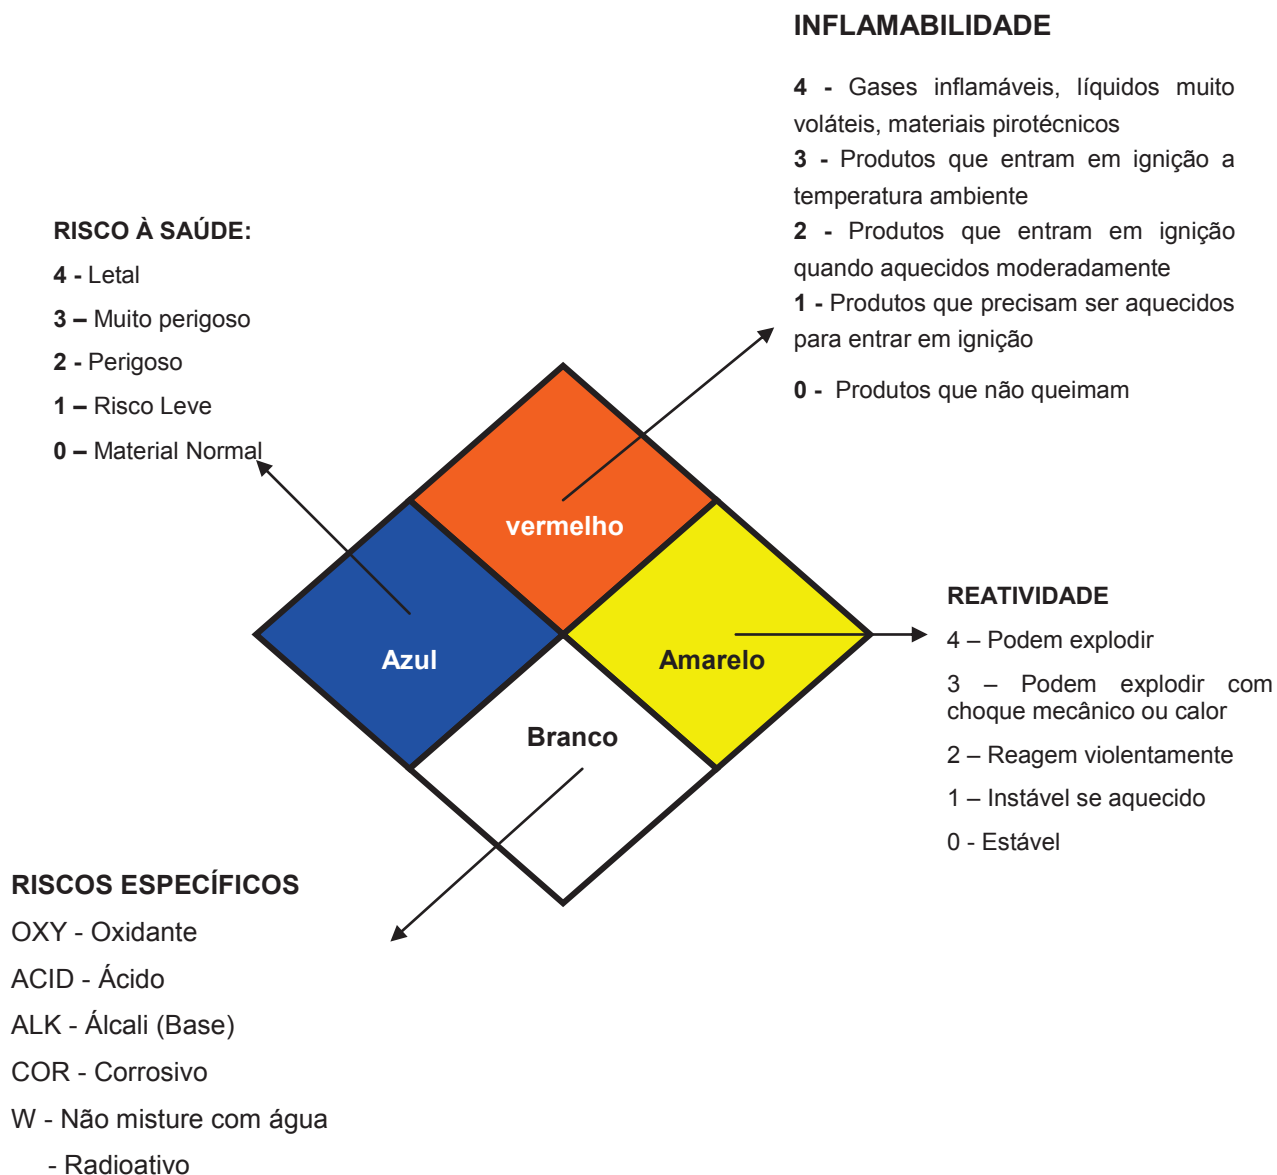 INFLAMABILIDADE
4 - Gases inflamáveis, líquidos muito
voláteis, materiais pirotécnicos
3 - Produtos que entram em ignição a
temperatura ambiente
2 - Produtos que entram em ignição
quando aquecidos moderadamente
1 - Produtos que precisam ser aquecidos
para entrar em ignição
0 - Produtos que não queimam
RISCO À SAÚDE:
4 - Letal
3 – Muito perigoso
2 - Perigoso
1 – Risco Leve
0 – Material Normal
vermelho
Azul
Amarelo
Branco
REATIVIDADE
4 – Podem explodir
3 – Podem explodir com
choque mecânico ou calor
2 – Reagem violentamente
1 – Instável se aquecido
0 - Estável
RISCOS ESPECÍFICOS
OXY - Oxidante
ACID - Ácido
ALK - Álcali (Base)
COR - Corrosivo
W - Não misture com água
- Radioativo